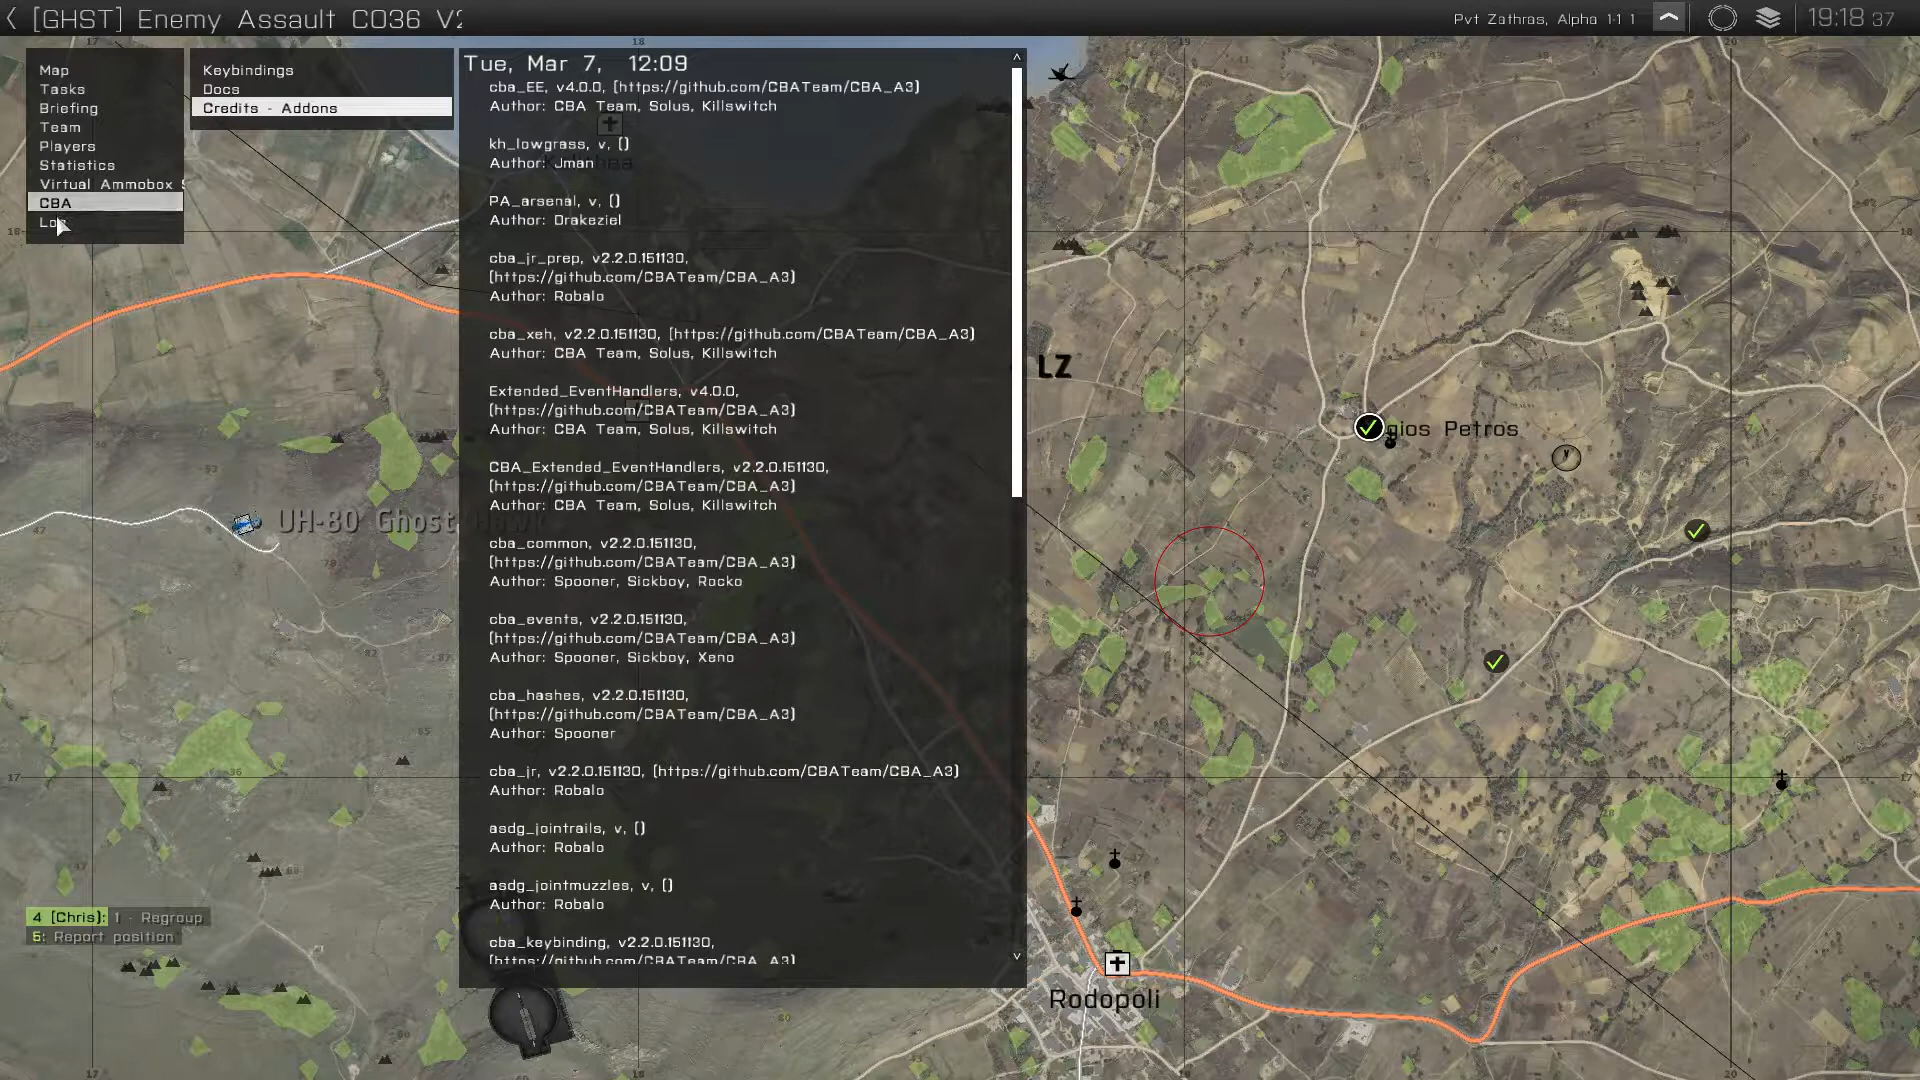 [GHST] Enemy Assault CO36 V2
Pvt Zathras, Alpha 1-1 1
19:18 37
Map
Tasks
Briefing
Team
Players
Statistics
Virtual Ammobox
CBA
Keybindings
Docs
Credits - Addons
Tue, Mar 7, 12:09
cba_EE, v4.0.0, [https://github.com/CBATeam/CBA_A3]
Author: CBA Team, Solus, Killswitch
kh_lowgrass, v, []
Author: Jman
PA_arsenal, v, []
Author: Drakeziel
cba_jr_prep, v2.2.0.151130,
[https://github.com/CBATeam/CBA_A3]
Author: Robalo
cba_xeh, v2.2.0.151130, [https://github.com/CBATeam/CBA_A3]
Author: CBA Team, Solus, Killswitch
Extended_EventHandlers, v4.0.0,
[https://github.com/CBATeam/CBA_A3]
Author: CBA Team, Solus, Killswitch
CBA_Extended_EventHandlers, v2.2.0.151130,
[https://github.com/CBATeam/CBA_A3]
Author: CBA Team, Solus, Killswitch
cba_common, v2.2.0.151130,
[https://github.com/CBATeam/CBA_A3]
Author: Spooner, Sickboy, Rocko
cba_events, v2.2.0.151130,
[https://github.com/CBATeam/CBA_A3]
Author: Spooner, Sickboy, Xeno
cba_hashes, v2.2.0.151130,
[https://github.com/CBATeam/CBA_A3]
Author: Spooner
cba_jr, v2.2.0.151130, [https://github.com/CBATeam/CBA_A3]
Author: Robalo
asdg_jointrails, v, []
Author: Robalo
asdg_jointmuzzles, v, []
Author: Robalo
cba_keybinding, v2.2.0.151130,
[https://github.com/CBATeam/CBA_A3]
LZ
gios Petros
UH-80 Ghost Hawk
Rodopoli
4 (Chris): 1 - Regroup
5: Report position